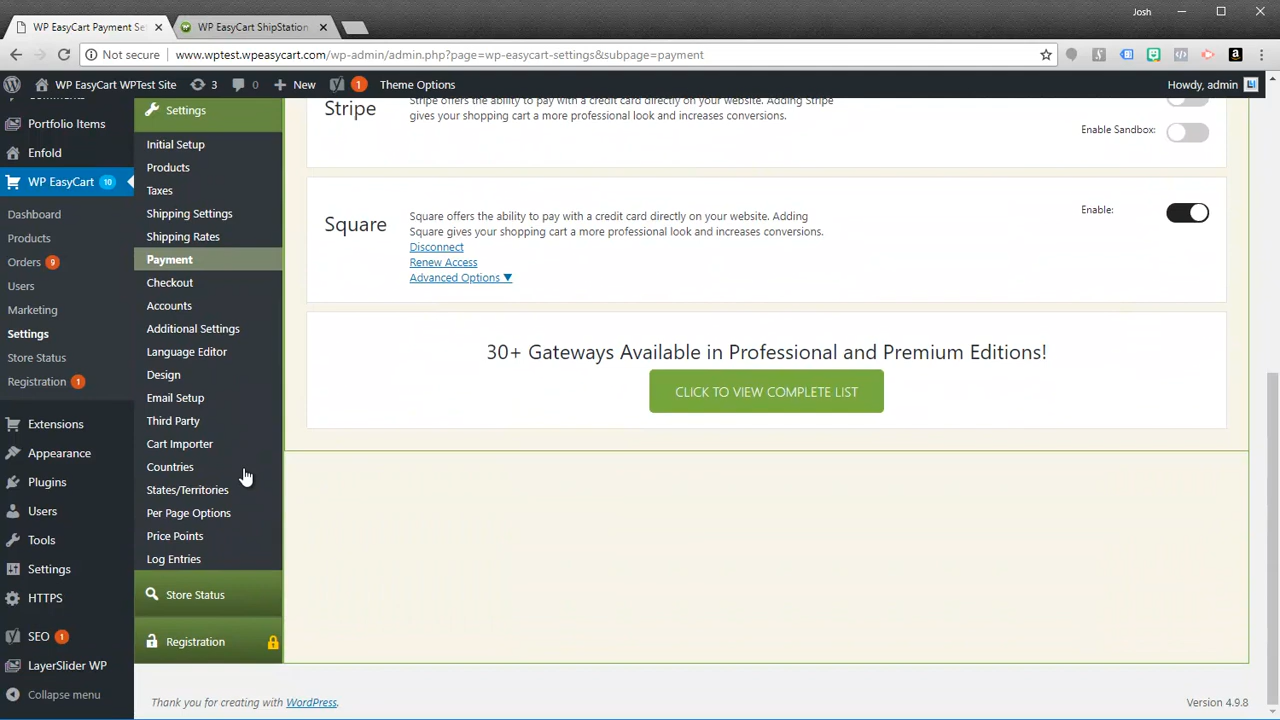 WP EasyCart Payment Se
WP EasyCart ShipStation
Josh
Not secure
www.wptest.wpeasycart.com/wp-admin/admin.php?page=wp-easycart-settings&subpage=payment
WP EasyCart WPTest Site
3
0
New
1
Theme Options
Howdy, admin
Comments
Portfolio Items
Enfold
WP EasyCart 10
Dashboard
Products
Orders 9
Users
Marketing
Settings
Store Status
Registration 1
Extensions
Appearance
Plugins
Users
Tools
Settings
HTTPS
SEO 1
LayerSlider WP
Collapse menu
Settings
Initial Setup
Products
Taxes
Shipping Settings
Shipping Rates
Payment
Checkout
Accounts
Additional Settings
Language Editor
Design
Email Setup
Third Party
Cart Importer
Countries
States/Territories
Per Page Options
Price Points
Log Entries
Store Status
Registration
Stripe
Stripe offers the ability to pay with a credit card directly on your website. Adding Stripe
gives your shopping cart a more professional look and increases conversions.
Enable Sandbox:
Square
Square offers the ability to pay with a credit card directly on your website. Adding
Square gives your shopping cart a more professional look and increases conversions.
Disconnect
Renew Access
Advanced Options ▼
Enable:
30+ Gateways Available in Professional and Premium Editions!
CLICK TO VIEW COMPLETE LIST
Thank you for creating with WordPress.
Version 4.9.8